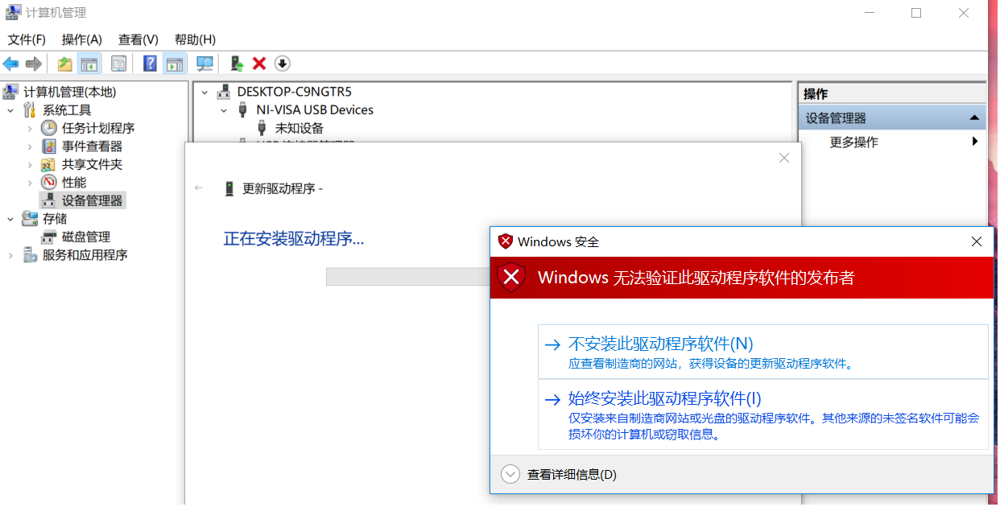 计算机管理
文件(F) 操作(A) 查看(V) 帮助(H)
计算机管理(本地)
系统工具
任务计划程序
事件查看器
共享文件夹
性能
设备管理器
存储
磁盘管理
服务和应用程序
DESKTOP-C9NGTR5
NI-VISA USB Devices
未知设备
操作
设备管理器
更多操作
更新驱动程序 -
正在安装驱动程序...
Windows 安全
Windows 无法验证此驱动程序软件的发布者
不安装此驱动程序软件(N)
应查看制造商的网站，获得设备的更新驱动程序软件。
始终安装此驱动程序软件(I)
仅安装来自制造商网站或光盘的驱动程序软件。其他来源的未签名软件可能会
损坏你的计算机或窃取信息。
查看详细信息(D)